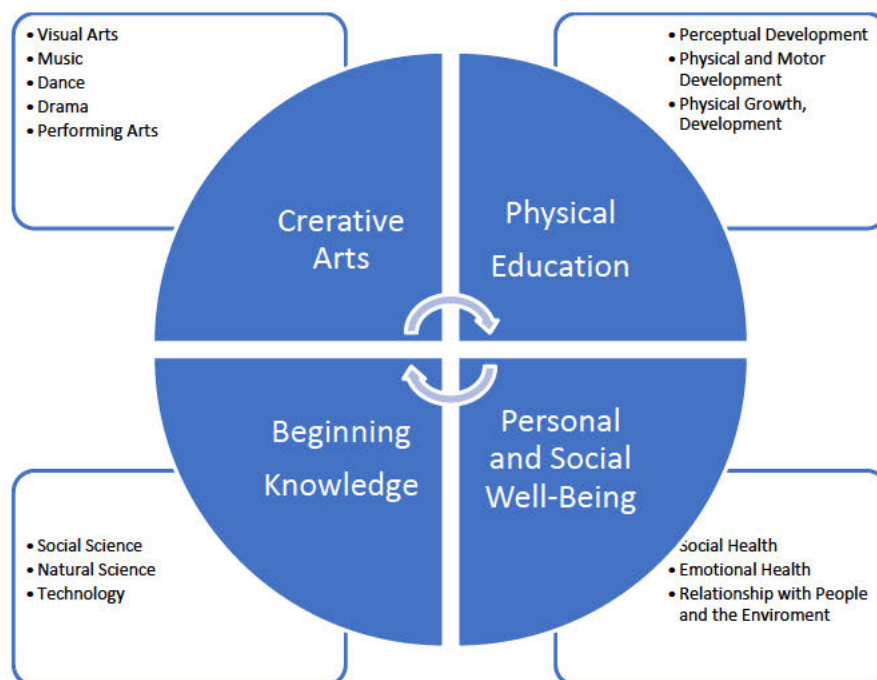 • Visual Arts
• Music
• Dance
• Drama
• Performing Arts
• Perceptual Development
• Physical and Motor
Development
• Physical Growth,
Development
Crerative
Arts
Physical
Education
Beginning
Knowledge
Personal
and Social
Well-Being
• Social Science
• Natural Science
• Technology
Social Health
• Emotional Health
• Relationship with People
and the Enviroment